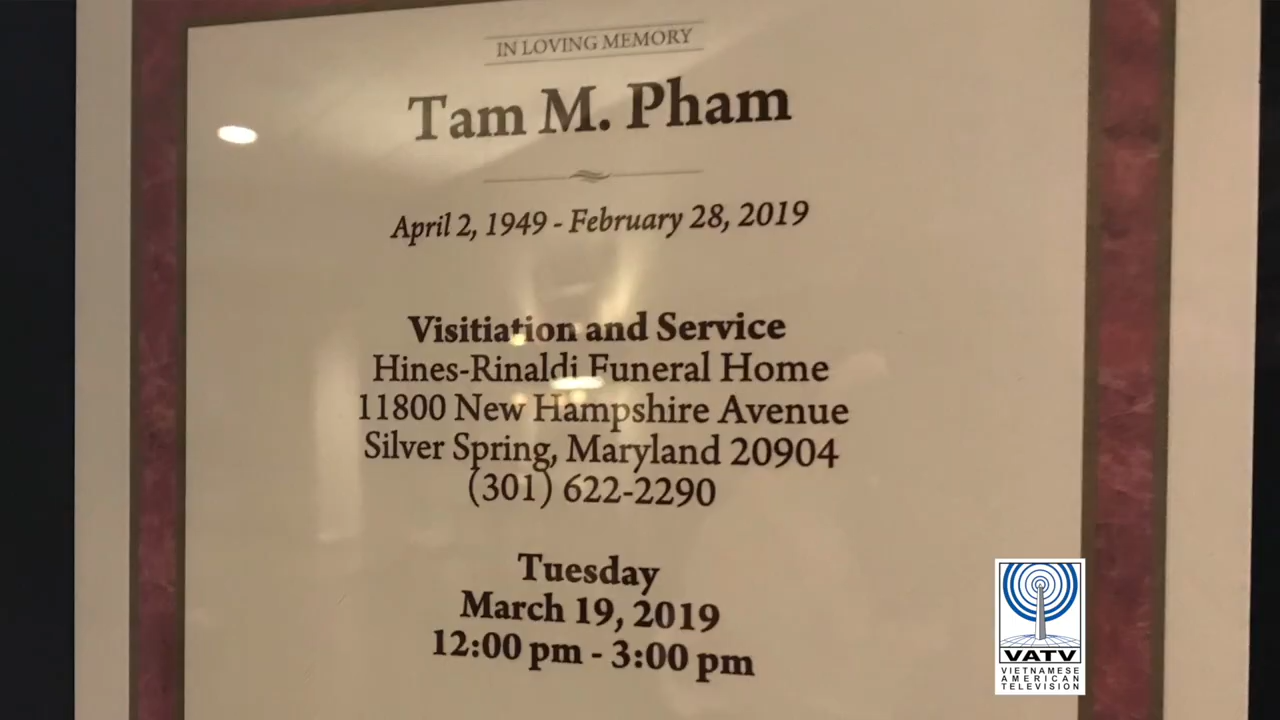 IN LOVING MEMORY
Tam M. Pham
April 2, 1949 - February 28, 2019
Visitiation and Service
Hines-Rinaldi Funeral Home
11800 New Hampshire Avenue
Silver Spring, Maryland 20904
(301) 622-2290
Tuesday
March 19, 2019
12:00 pm - 3:00 pm
VATV
VIETNAMESE
AMERICAN
TELEVISION